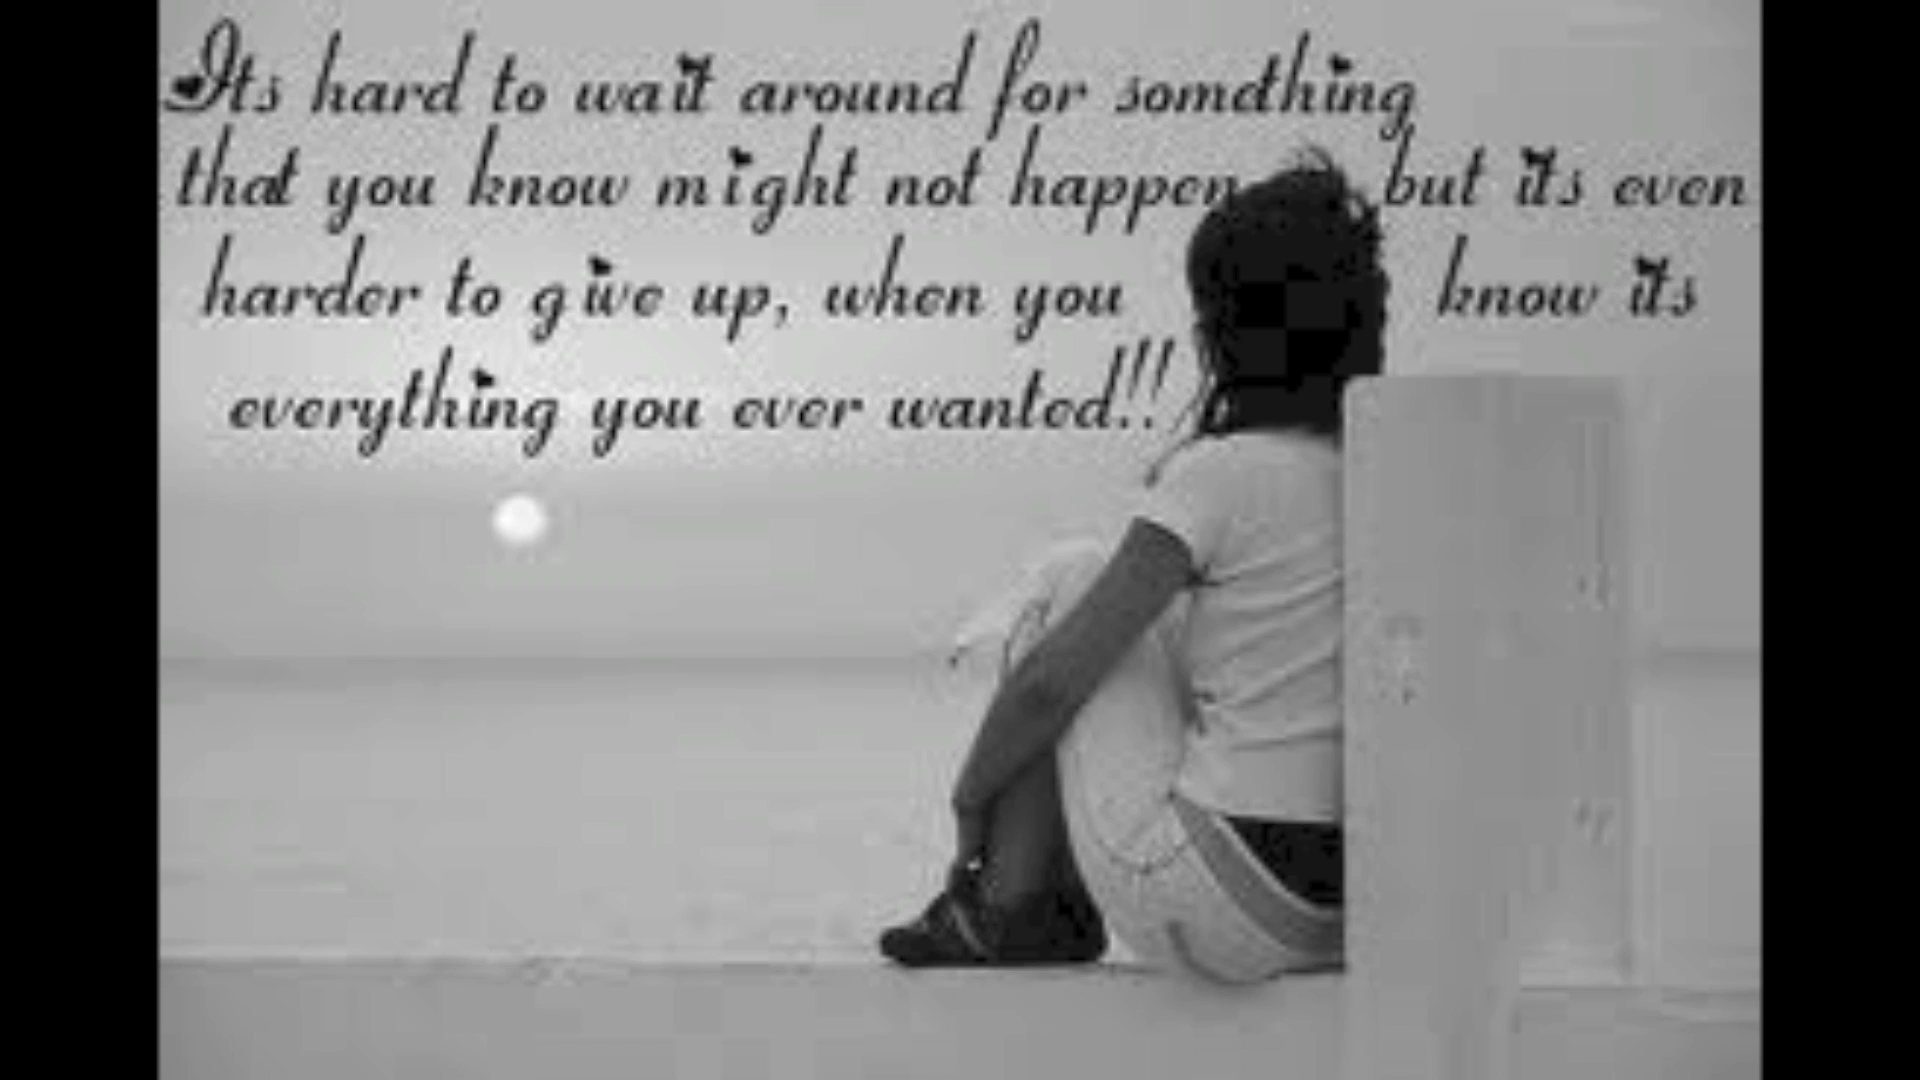 Its hard to wait around for somdthing
that you know might not happen but its even
harder to give up, when you know its
everything you ever wanted!!!